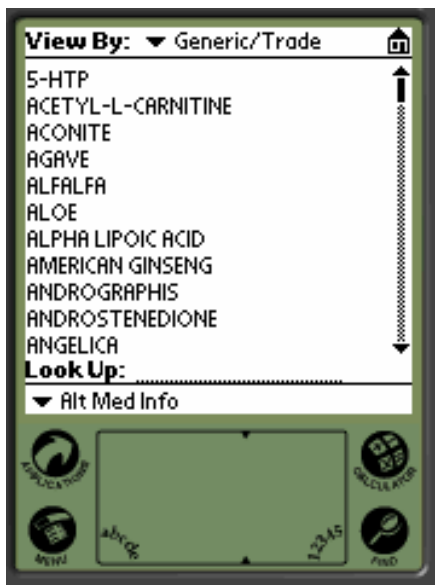 View By: Generic/Trade
5-HTP
ACETYL-L-CARNITINE
ACONITE
AGAVE
ALFALFA
ALOE
ALPHA LIPOIC ACID
AMERICAN GINSENG
ANDROGRAPHIS
ANDROSTENEDIONE
ANGELICA
Look Up:
Alt Med Info
APPLICATIONS
CALCULATOR
abcde
12345
MENU
FIND